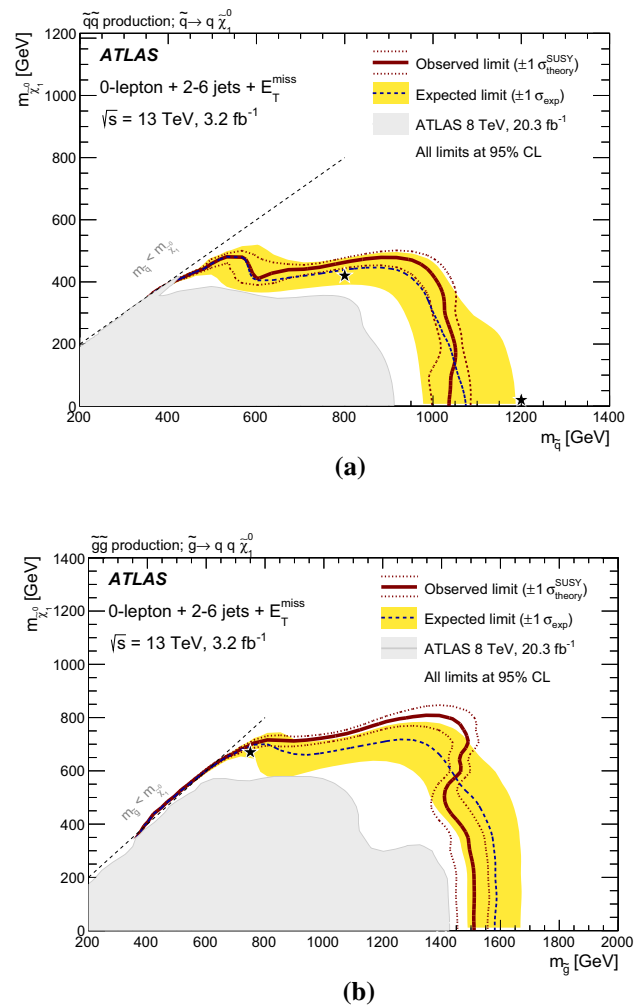 q̃q̃ production; q̃→ q χ̃₁⁰
m_χ̃₁⁰ [GeV]
1200
1000
800
600
400
200
0
ATLAS
0-lepton + 2-6 jets + E_T^miss
√s = 13 TeV, 3.2 fb⁻¹
Observed limit (±1 σ_theory^SUSY)
Expected limit (±1 σ_exp)
ATLAS 8 TeV, 20.3 fb⁻¹
All limits at 95% CL
m_q̃ < m_χ̃₁⁰
200 400 600 800 1000 1200 1400
m_q̃ [GeV]
(a)
g̃g̃ production; g̃→ q q χ̃₁⁰
m_χ̃₁⁰ [GeV]
1400
1200
1000
800
600
400
200
0
ATLAS
0-lepton + 2-6 jets + E_T^miss
√s = 13 TeV, 3.2 fb⁻¹
Observed limit (±1 σ_theory^SUSY)
Expected limit (±1 σ_exp)
ATLAS 8 TeV, 20.3 fb⁻¹
All limits at 95% CL
m_g̃ < m_χ̃₁⁰
200 400 600 800 1000 1200 1400 1600 1800 2000
m_g̃ [GeV]
(b)